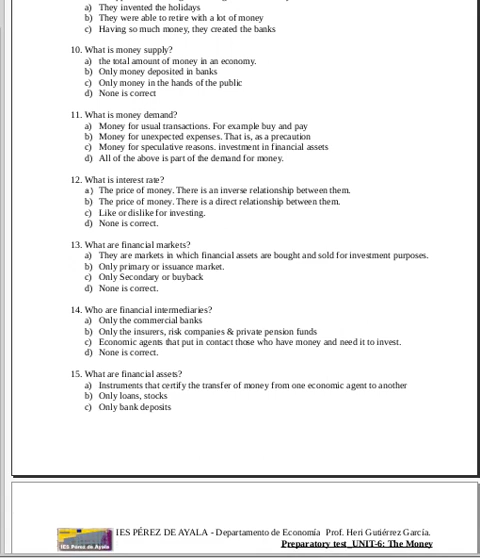 a) They invented the holidays
b) They were able to retire with a lot of money
c) Having so much money, they created the banks
10. What is money supply?
a) the total amount of money in an economy.
b) Only money deposited in banks
c) Only money in the hands of the public
d) None is correct
11. What is money demand?
a) Money for usual transactions. For example buy and pay
b) Money for unexpected expenses. That is, as a precaution
c) Money for speculative reasons. investment in financial assets
d) All of the above is part of the demand for money.
12. What is interest rate?
a) The price of money. There is an inverse relationship between them.
b) The price of money. There is a direct relationship between them.
c) Like or dislike for investing.
d) None is correct.
13. What are financial markets?
a) They are markets in which financial assets are bought and sold for investment purposes.
b) Only primary or issuance market.
c) Only Secondary or buyback
d) None is correct.
14. Who are financial intermediaries?
a) Only the commercial banks
b) Only the insurers, risk companies & private pension funds
c) Economic agents that put in contact those who have money and need it to invest.
d) None is correct.
15. What are financial assets?
a) Instruments that certify the transfer of money from one economic agent to another
b) Only loans, stocks
c) Only bank deposits
IES PÉREZ DE AYALA - Departamento de Economía Prof. Heri Gutiérrez García.
IES Pérez de Ayala
Preparatory test_UNIT-6: The Money